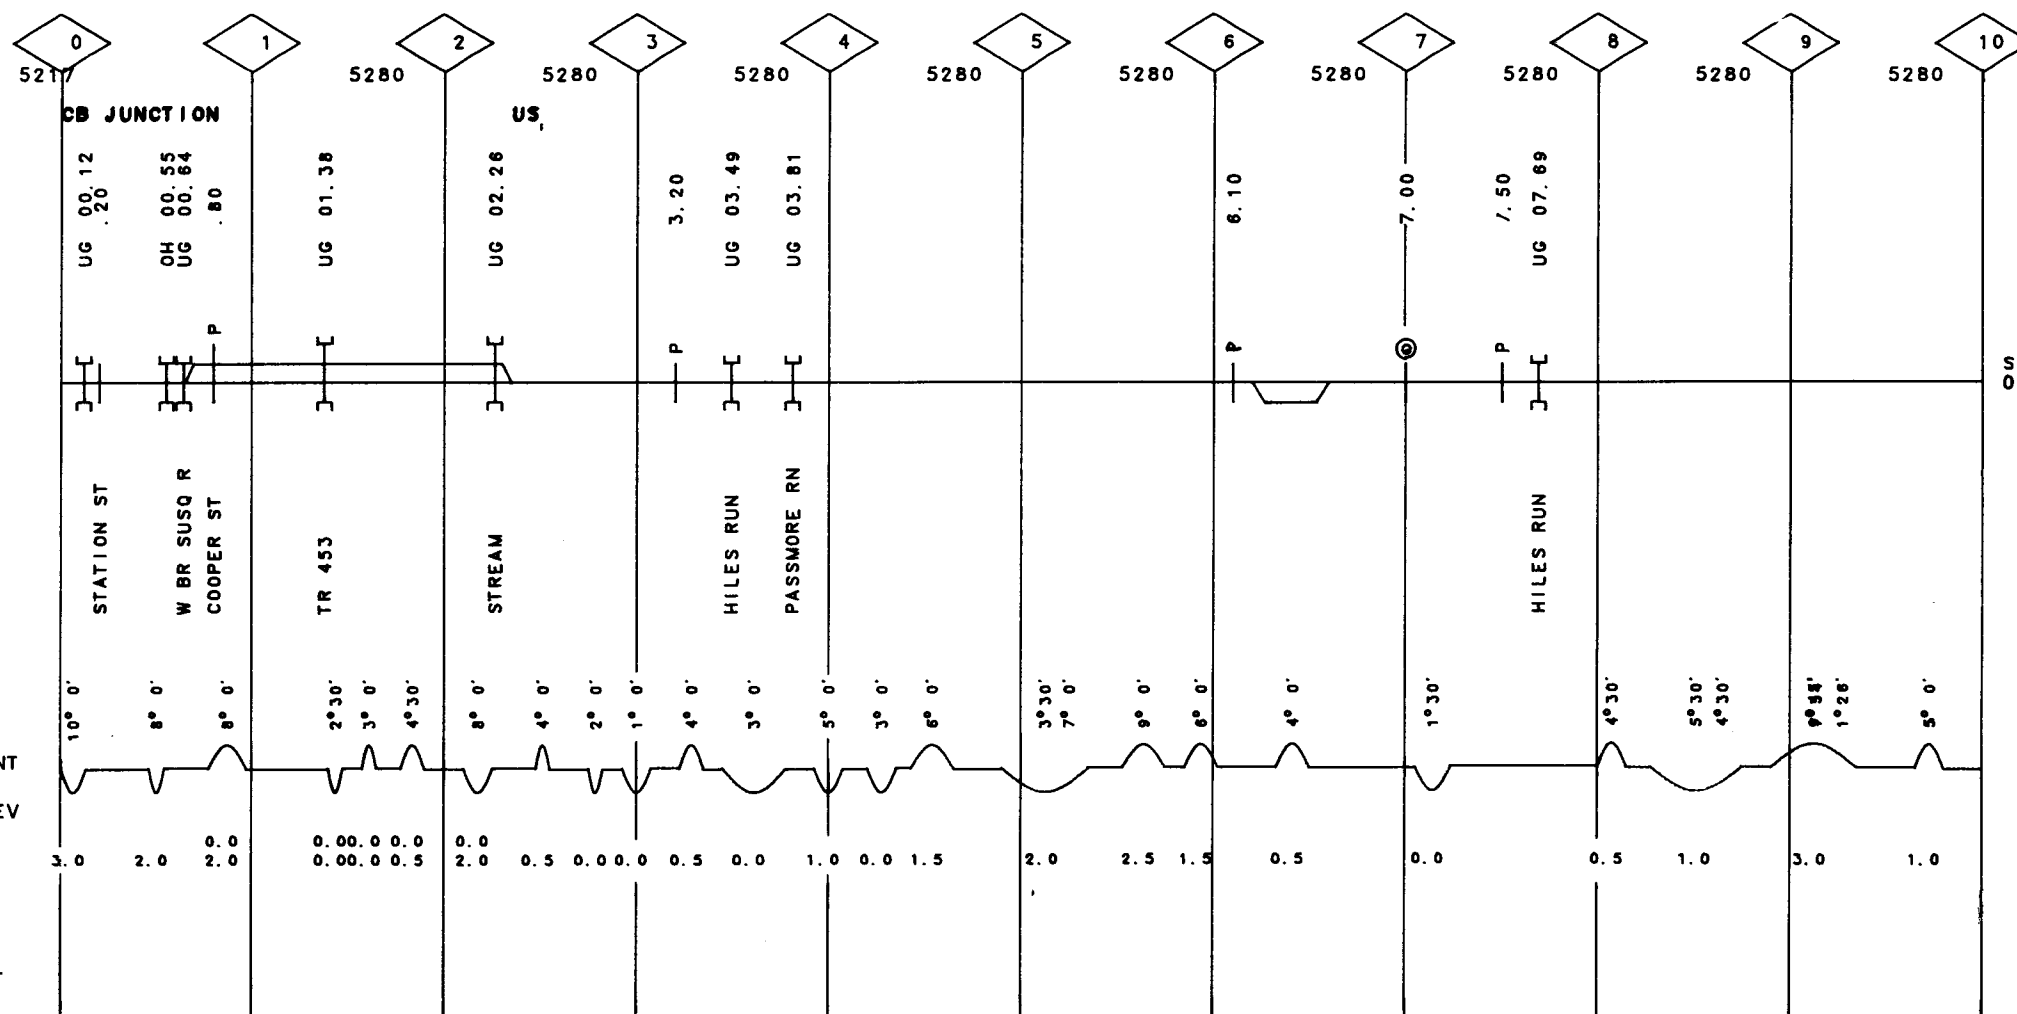 0 1 2 3 4 5 6 7 8 9 10
5217 5280 5280 5280 5280 5280 5280 5280 5280 5280
CB JUNCTION US
UG 00.12
.20
OH 00.55
UG 00.64
.80
UG 01.38
UG 02.26
3.20
UG 03.49
UG 03.81
6.10
7.00
7.50
UG 07.69
P P P P
S
O
STATION ST
W BR SUSQ R
COOPER ST
TR 453
STREAM
HILES RUN
PASSMORE RN
HILES RUN
10° 0' 8° 0' 8° 0' 2°30' 3° 0' 4°30' 8° 0' 4° 0' 2° 0' 1° 0' 4° 0' 3° 0' 5° 0' 3° 0' 6° 0' 3°30' 7° 0' 9° 0' 6° 0' 4° 0' 1°30' 4°30' 5°30' 4°30' 1°26' 5° 0'
NT
EV
0.0 0.00.0 0.0 0.0
3.0 2.0 2.0 0.00.0 0.5 2.0 0.5 0.0 0.0 0.5 0.0 1.0 0.0 1.5 2.0 2.5 1.5 0.5 0.0 0.5 1.0 3.0 1.0